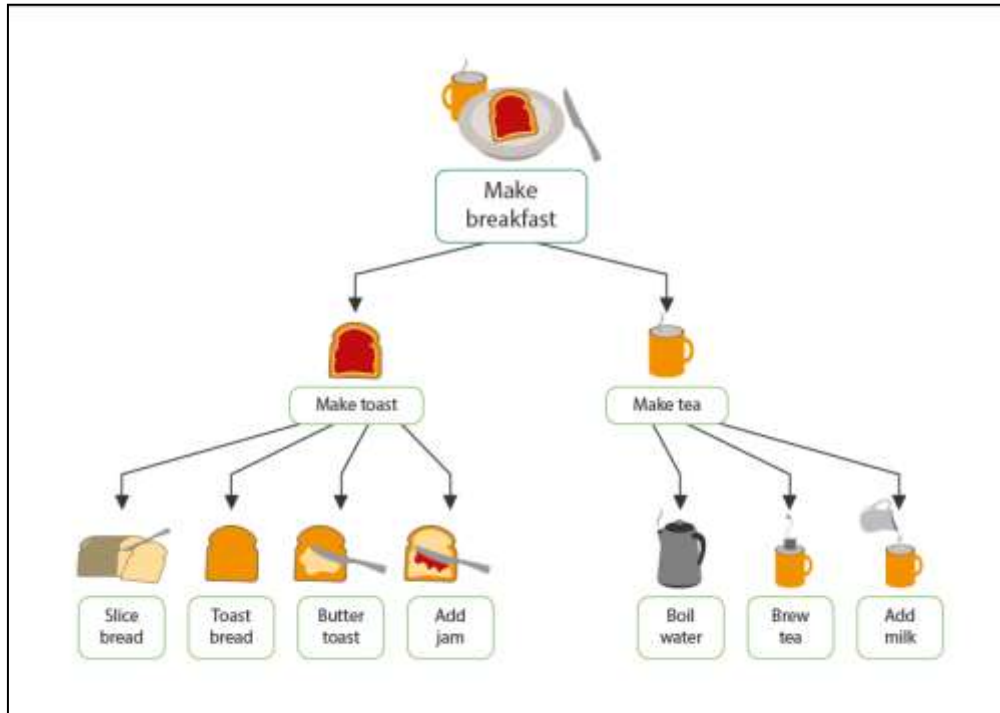 Make
breakfast
Make toast
Make tea
Slice
bread
Toast
bread
Butter
toast
Add
jam
Boil
water
Brew
tea
Add
milk